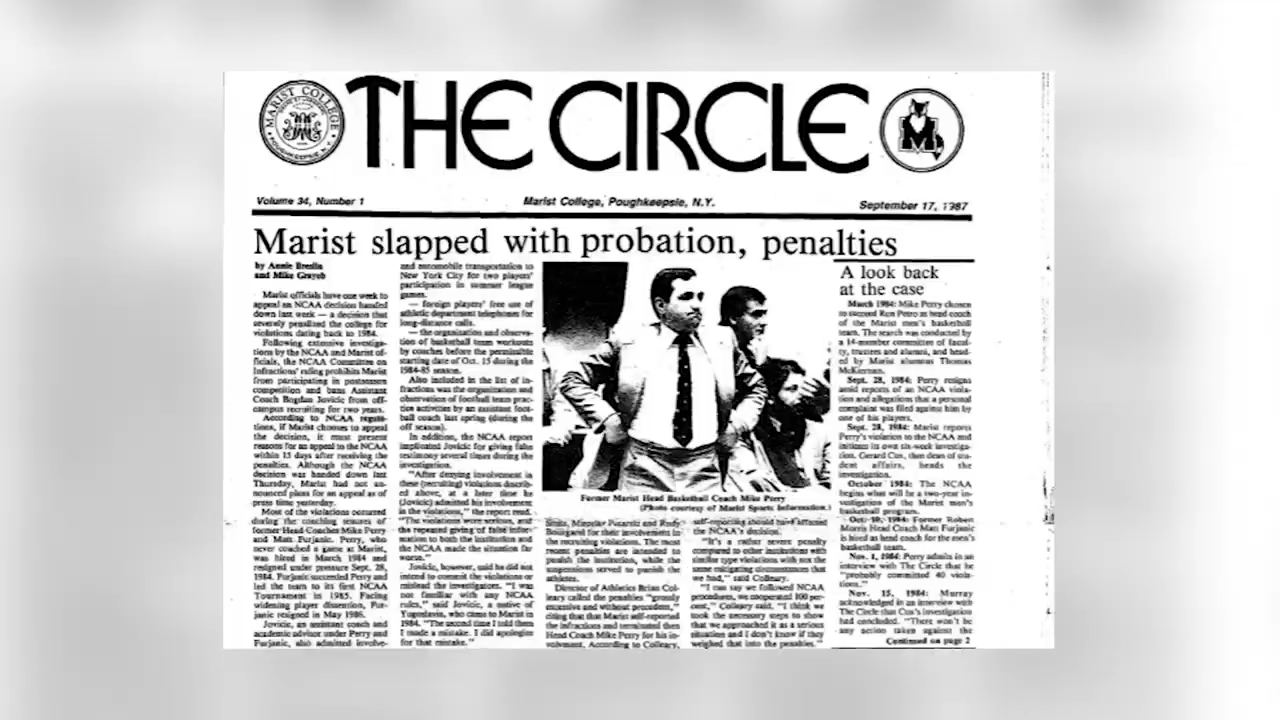 MARIST COLLEGE
POUGHKEEPSIE, N.Y.
THE CIRCLE
M
Volume 34, Number 1
Marist College, Poughkeepsie, N.Y.
September 17, 1987
Marist slapped with probation, penalties
by Annie Breslin
and Mike Grayeb
Marist officials have one week to
appeal an NCAA decision handed
down last week — a decision that
severely penalized the college for
violations dating back to 1984.
Following extensive investiga-
tions by the NCAA and Marist of-
ficials, the NCAA Committee on
Infractions' ruling prohibits Marist
from participating in postseason
competition and bans Assistant
Coach Bogdan Jovicic from off-
campus recruiting for two years.
According to NCAA regula-
tions, if Marist chooses to appeal
the decision, it must present
reasons for an appeal to the NCAA
within 15 days after receiving the
penalties. Although the NCAA
decision was handed down last
Thursday, Marist had not an-
nounced plans for an appeal as of
press time yesterday.
Most of the violations occurred
during the coaching tenures of
former Head Coaches Mike Perry
and Matt Furjanic. Perry, who
never coached a game at Marist,
was hired in March 1984 and
resigned under pressure Sept. 28,
1984. Furjanic succeeded Perry and
led the team to its first NCAA
Tournament in 1985. Facing
widening player dissention, Fur-
janic resigned in May 1986.
Jovicic, an assistant coach and
academic advisor under Perry and
Furjanic, also admitted involve-
and automobile transportation to
New York City for two players'
participation in summer league
games.
— foreign players' free use of
athletic department telephones for
long-distance calls.
— the organization and observa-
tion of basketball team workouts
by coaches before the permissible
starting date of Oct. 15 during the
1984-85 season.
Also included in the list of in-
fractions was the organization and
observation of football team prac-
tice activities by an assistant foot-
ball coach last spring (during the
off season).
In addition, the NCAA report
implicated Jovicic for giving false
testimony several times during the
investigation.
"After denying involvement in
these (recruiting) violations describ-
ed above, at a later time he
(Jovicic) admitted his involvement
in the violations," the report read.
"The violations were serious, and
the repeated giving of false infor-
mation to both the institution and
the NCAA made the situation far
worse."
Jovicic, however, said he did not
intend to commit the violations or
mislead the investigators. "I was
not familiar with any NCAA
rules," said Jovicic, a native of
Yugoslavia, who came to Marist in
1984. "The second time I told them
I made a mistake. I did apologize
for that mistake."
Former Marist Head Basketball Coach Mike Perry
(Photo courtesy of Marist Sports Information.)
Smits, Miroslav Pecarski and Rudy
Bourgarel for their involvement in
the recruiting violations. The most
recent penalties are intended to
punish the institution, while the
suspensions served to punish the
athletes.
Director of Athletics Brian Col-
leary called the penalties "grossly
excessive and without precedent,"
citing that that Marist self-reported
the infractions and terminated then
Head Coach Mike Perry for his in-
volvment. According to Colleary,
self-reporting should have affected
the NCAA's decision.
"It's a rather severe penalty
compared to other institutions with
similar type violations with not the
same mitigating circumstances that
we had," said Colleary.
"I can say we followed NCAA
procedures, we cooperated 100 per-
cent," Colleary said. "I think we
took the necessary steps to show
that we approached it as a serious
situation and I don't know if they
weighed that into the penalties."
A look back
at the case
March 1984: Mike Perry chosen
to succeed Ron Petro as head coach
of the Marist men's basketball
team. The search was conducted by
a 14-member committee of facul-
ty, trustees and alumni, and head-
ed by Marist alumnus Thomas
McKiernan.
Sept. 28, 1984: Perry resigns
amid reports of an NCAA viola-
tion and allegations that a personal
complaint was filed against him by
one of his players.
Sept. 28, 1984: Marist reports
Perry's violation to the NCAA and
initiates its own six-week investiga-
tion. Gerard Cox, then dean of stu-
dent affairs, heads the
investigation.
October 1984: The NCAA
begins what will be a two-year in-
vestigation of the Marist men's
basketball program.
Oct. 10, 1984: Former Robert
Morris Head Coach Matt Furjanic
is hired as head coach for the men's
basketball team.
Nov. 1, 1984: Perry admits in an
interview with The Circle that he
"probably committed 40 viola-
tions."
Nov. 15, 1984: Murray
acknowledged in an interview with
The Circle that Cox's investigation
had concluded. "There won't be
any action taken against the
Continued on page 2